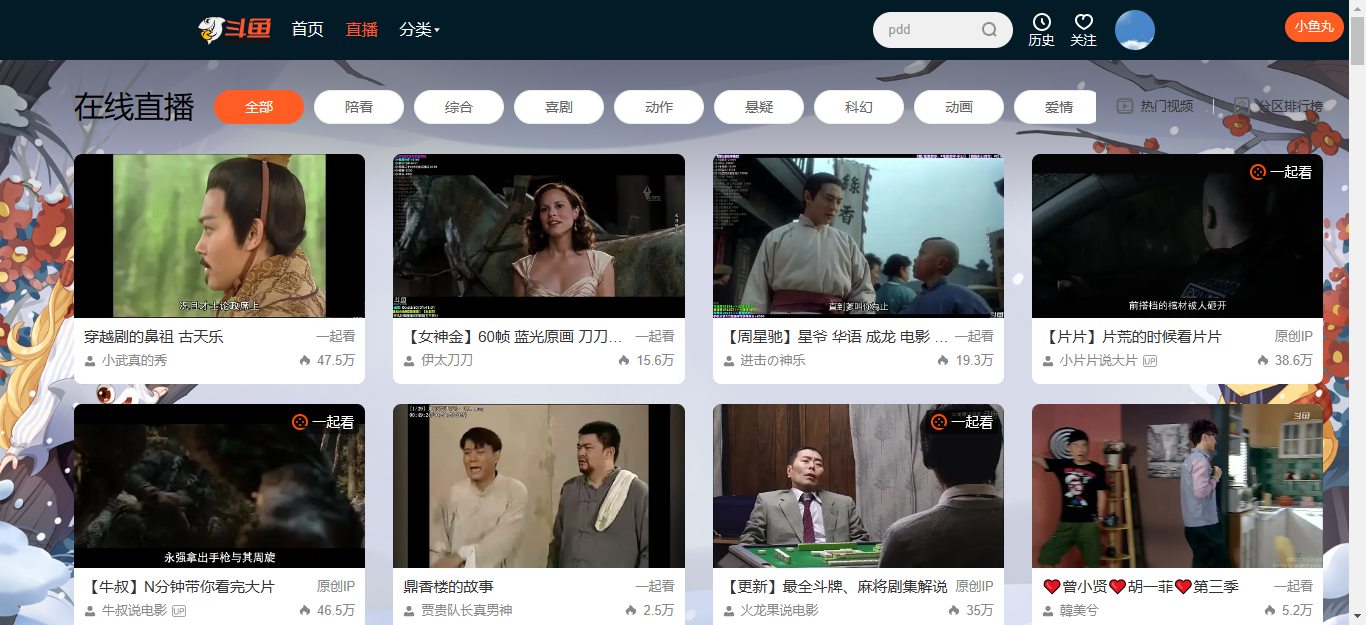 斗鱼
首页
直播
分类
pdd
历史
关注
小鱼丸
在线直播
全部
陪看
综合
喜剧
动作
悬疑
科幻
动画
爱情
热门视频
分区排行榜
穿越剧的鼻祖 古天乐
一起看
小武真的秀
47.5万
斗鱼
【女神金】60帧 蓝光原画 刀刀…
一起看
伊太刀刀
15.6万
缘
香
直到爹叫你为止
斗鱼
【周星驰】星爷 华语 成龙 电影 …
一起看
进击の神乐
19.3万
一起看
前搭档的棺材被人砸开
【片片】片荒的时候看片片
原创IP
小片片说大片 UP
38.6万
一起看
永强拿出手枪与其周旋
【牛叔】N分钟带你看完大片
原创IP
牛叔说电影 UP
46.5万
鼎香楼的故事
一起看
贾贵队长真男神
2.5万
一起看
【更新】最全斗牌、麻将剧集解说
原创IP
火龙果说电影
35万
斗鱼
❤曾小贤❤胡一菲❤第三季
一起看
韓美兮
5.2万